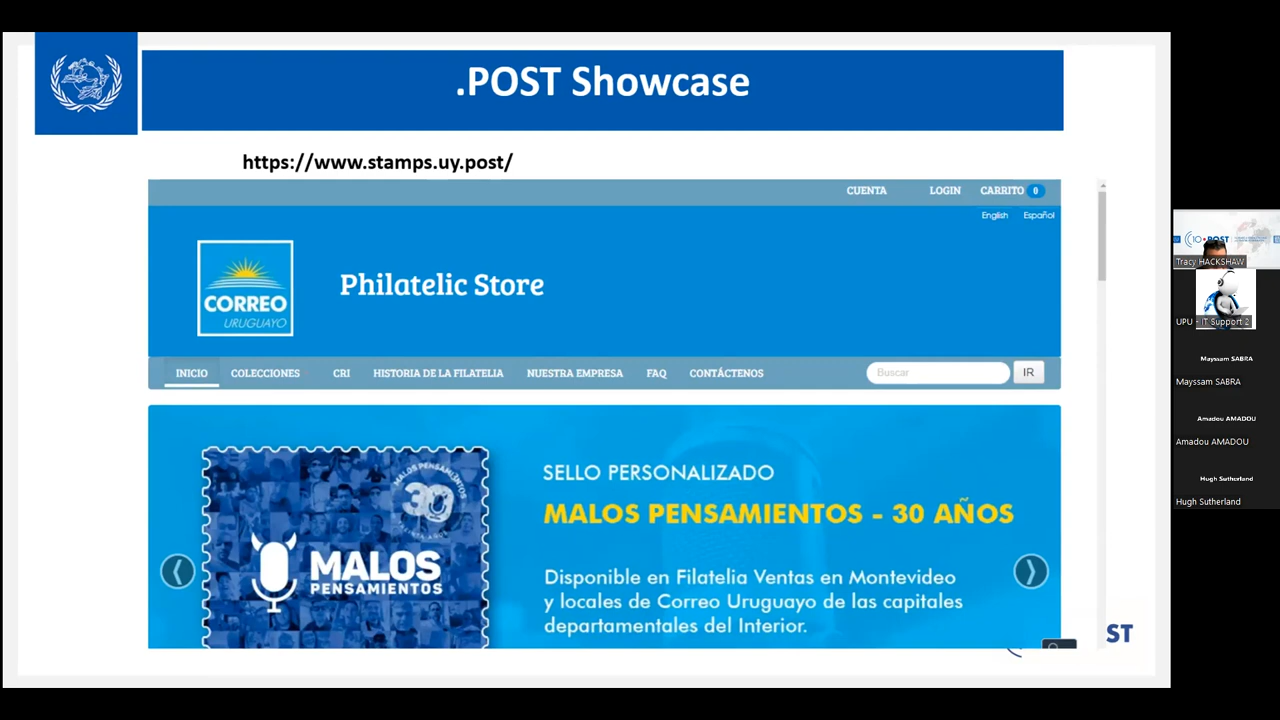 .POST Showcase
https://www.stamps.uy.post/
CUENTA LOGIN CARRITO 0
English Español
CORREO
URUGUAYO
Philatelic Store
INICIO COLECCIONES CRI HISTORIA DE LA FILATELIA NUESTRA EMPRESA FAQ CONTÁCTENOS Buscar IR
MALOS PENSAMIENTOS
30
MALOS
PENSAMIENTOS
SELLO PERSONALIZADO
MALOS PENSAMIENTOS - 30 AÑOS
Disponible en Filatelia Ventas en Montevideo
y locales de Correo Uruguayo de las capitales
departamentales del Interior.
ST
10 POST
Tracy HACKSHAW
UPU - IT Support 2
Mayssam SABRA
Mayssam SABRA
Amadou AMADOU
Amadou AMADOU
Hugh Sutherland
Hugh Sutherland